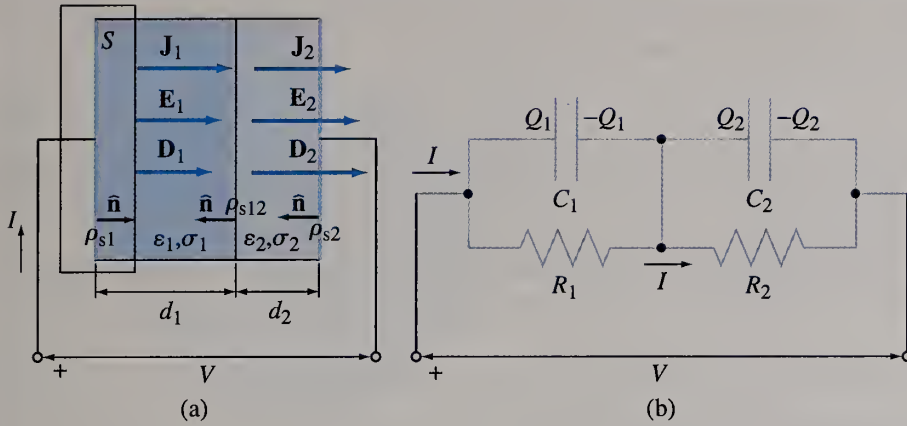 S
J₁
J₂
E₁
E₂
D₁
D₂
n̂
n̂
ρs12
n̂
ρs1
ε₁,σ₁
ε₂,σ₂
ρs2
I
d₁
d₂
+
V
(a)
Q₁
-Q₁
Q₂
-Q₂
I
C₁
C₂
R₁
I
R₂
+
V
(b)